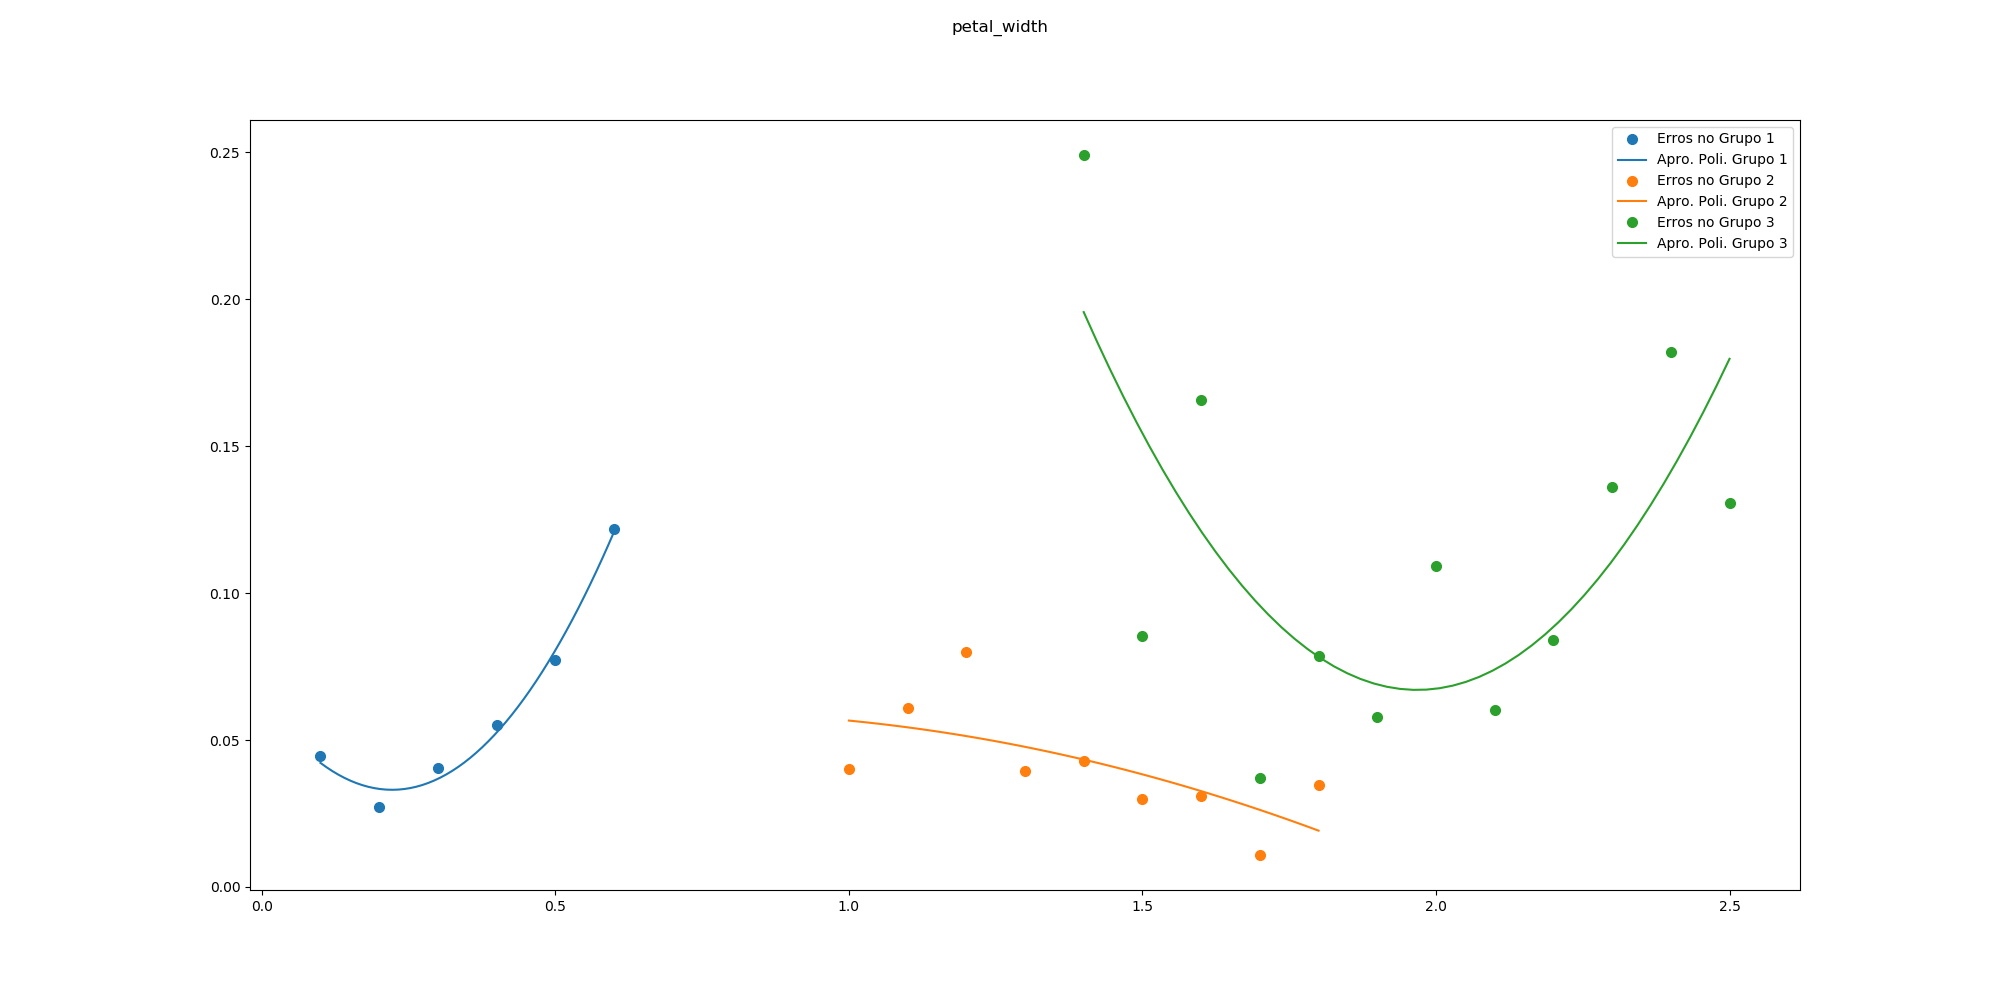 petal_width
0.25
0.20
0.15
0.10
0.05
0.00
0.0 0.5 1.0 1.5 2.0 2.5
Erros no Grupo 1
Apro. Poli. Grupo 1
Erros no Grupo 2
Apro. Poli. Grupo 2
Erros no Grupo 3
Apro. Poli. Grupo 3